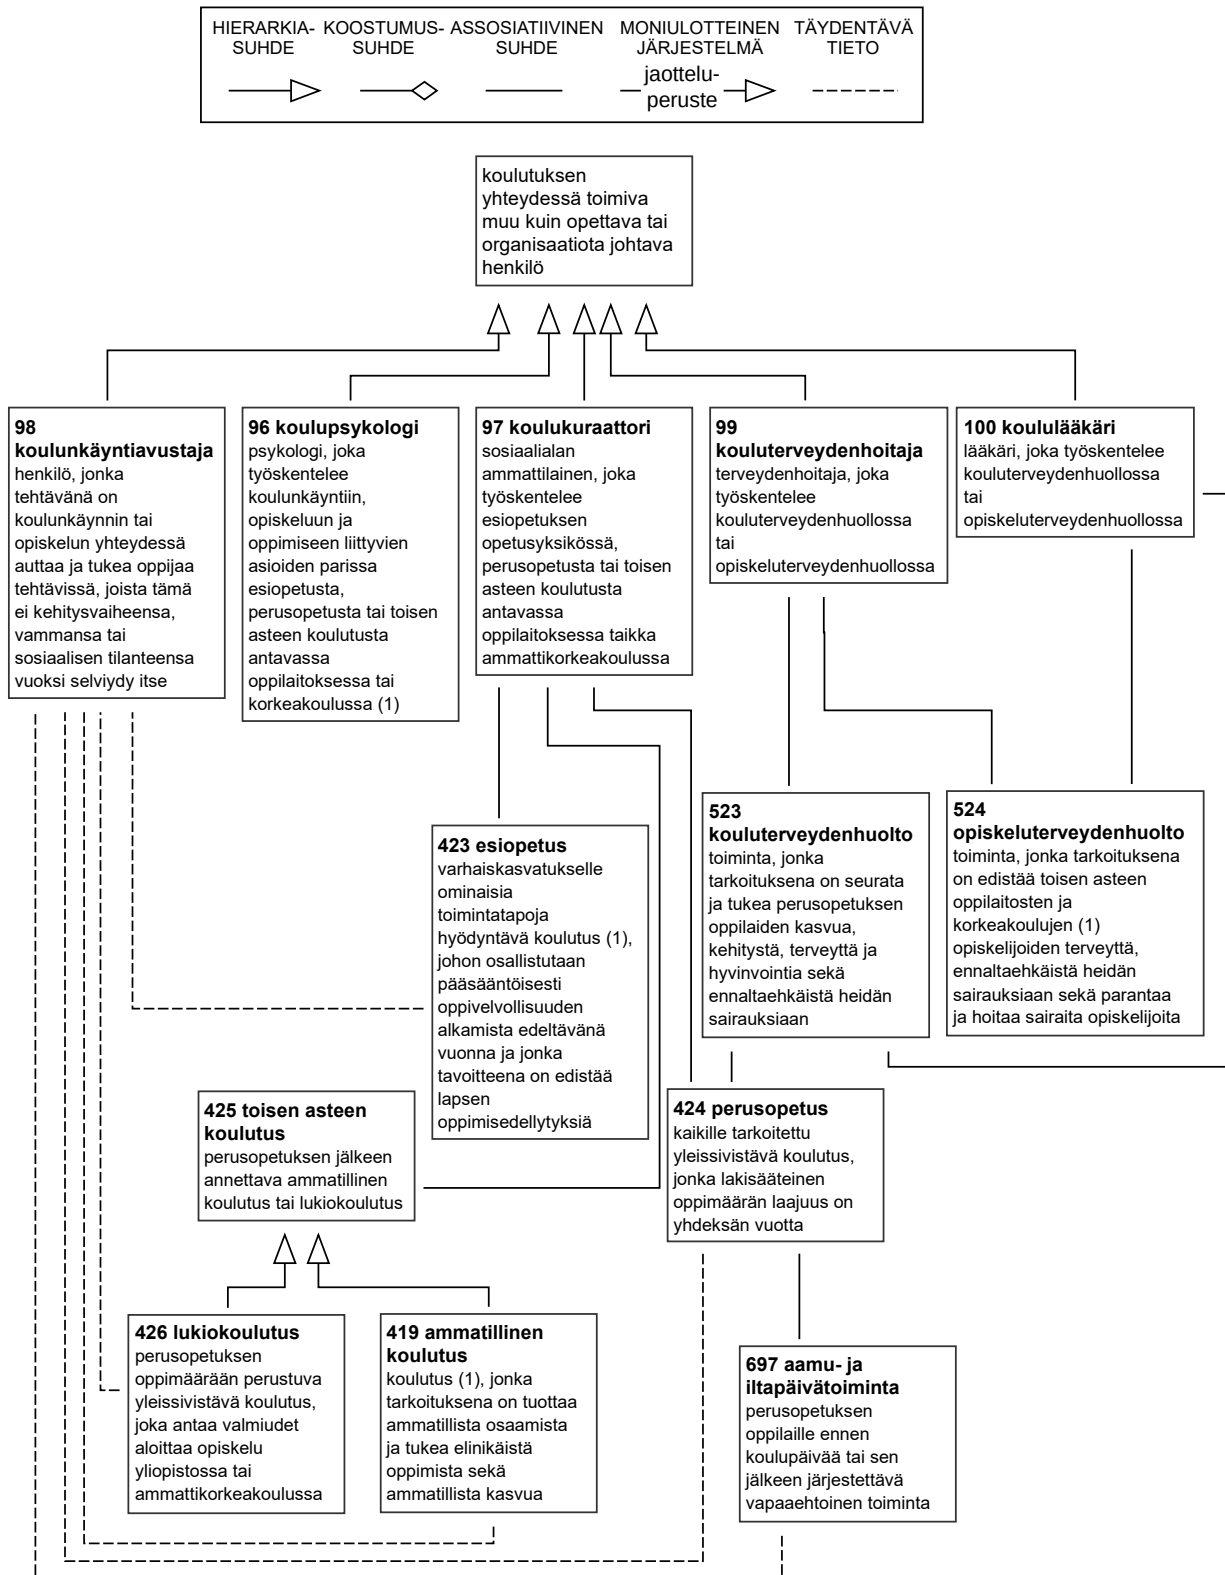 HIERARKIA-
SUHDE
KOOSTUMUS-
SUHDE
ASSOSIATIIVINEN
SUHDE
MONIULOTTEINEN
JÄRJESTELMÄ
jaottelu-
peruste
TÄYDENTÄVÄ
TIETO
koulutuksen
yhteydessä toimiva
muu kuin opettava tai
organisaatiota johtava
henkilö
98
koulunkäyntiavustaja
henkilö, jonka
tehtävänä on
koulunkäynnin tai
opiskelun yhteydessä
auttaa ja tukea oppijaa
tehtävissä, joista tämä
ei kehitysvaiheensa,
vammansa tai
sosiaalisen tilanteensa
vuoksi selviydy itse
96 koulupsykologi
psykologi, joka
työskentelee
koulunkäyntiin,
opiskeluun ja
oppimiseen liittyvien
asioiden parissa
esiopetusta,
perusopetusta tai toisen
asteen koulutusta
antavassa
oppilaitoksessa tai
korkeakoulussa (1)
97 koulukuraattori
sosiaalialan
ammattilainen, joka
työskentelee
esiopetuksen
opetusyksikössä,
perusopetusta tai toisen
asteen koulutusta
antavassa
oppilaitoksessa taikka
ammattikorkeakoulussa
99
kouluterveydenhoitaja
terveydenhoitaja, joka
työskentelee
kouluterveydenhuollossa
tai
opiskeluterveydenhuollossa
100 koululääkäri
lääkäri, joka työskentelee
kouluterveydenhuollossa
tai
opiskeluterveydenhuollossa
423 esiopetus
varhaiskasvatukselle
ominaisia
toimintatapoja
hyödyntävä koulutus (1),
johon osallistutaan
pääsääntöisesti
oppivelvollisuuden
alkamista edeltävänä
vuonna ja jonka
tavoitteena on edistää
lapsen
oppimisedellytyksiä
523
kouluterveydenhuolto
toiminta, jonka
tarkoituksena on seurata
ja tukea perusopetuksen
oppilaiden kasvua,
kehitystä, terveyttä ja
hyvinvointia sekä
ennaltaehkäistä heidän
sairauksiaan
524
opiskeluterveydenhuolto
toiminta, jonka tarkoituksena
on edistää toisen asteen
oppilaitosten ja
korkeakoulujen (1)
opiskelijoiden terveyttä,
ennaltaehkäistä heidän
sairauksiaan sekä parantaa
ja hoitaa sairaita opiskelijoita
425 toisen asteen
koulutus
perusopetuksen jälkeen
annettava ammatillinen
koulutus tai lukiokoulutus
424 perusopetus
kaikille tarkoitettu
yleissivistävä koulutus,
jonka lakisääteinen
oppimäärän laajuus on
yhdeksän vuotta
426 lukiokoulutus
perusopetuksen
oppimäärään perustuva
yleissivistävä koulutus,
joka antaa valmiudet
aloittaa opiskelu
yliopistossa tai
ammattikorkeakoulussa
419 ammatillinen
koulutus
koulutus (1), jonka
tarkoituksena on tuottaa
ammatillista osaamista
ja tukea elinikäistä
oppimista sekä
ammatillista kasvua
697 aamu- ja
iltapäivätoiminta
perusopetuksen
oppilaille ennen
koulupäivää tai sen
jälkeen järjestettävä
vapaaehtoinen toiminta